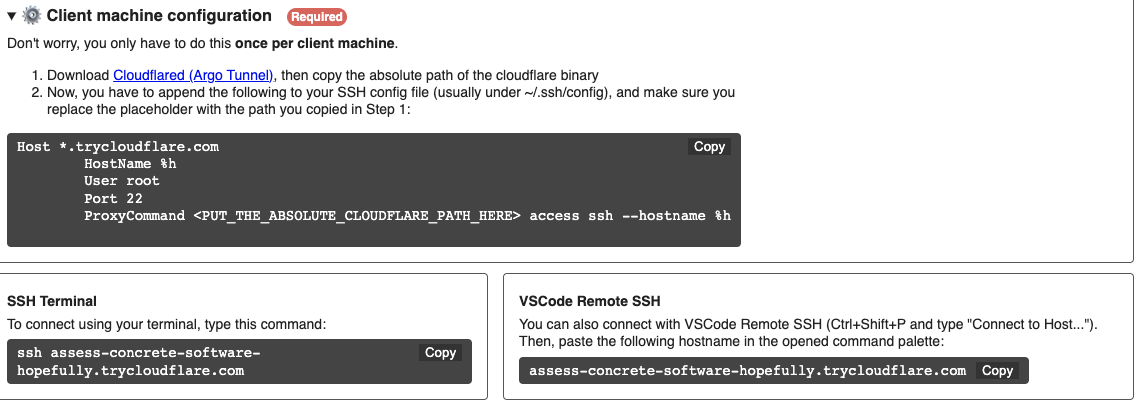 ▼ ⚙️ Client machine configuration Required
Don't worry, you only have to do this once per client machine.
1. Download Cloudflared (Argo Tunnel), then copy the absolute path of the cloudflare binary
2. Now, you have to append the following to your SSH config file (usually under ~/.ssh/config), and make sure you
replace the placeholder with the path you copied in Step 1:
Host *.trycloudflare.com Copy
HostName %h
User root
Port 22
ProxyCommand <PUT_THE_ABSOLUTE_CLOUDFLARE_PATH_HERE> access ssh --hostname %h
SSH Terminal
To connect using your terminal, type this command:
ssh assess-concrete-software- Copy
hopefully.trycloudflare.com
VSCode Remote SSH
You can also connect with VSCode Remote SSH (Ctrl+Shift+P and type "Connect to Host...").
Then, paste the following hostname in the opened command palette:
assess-concrete-software-hopefully.trycloudflare.com Copy